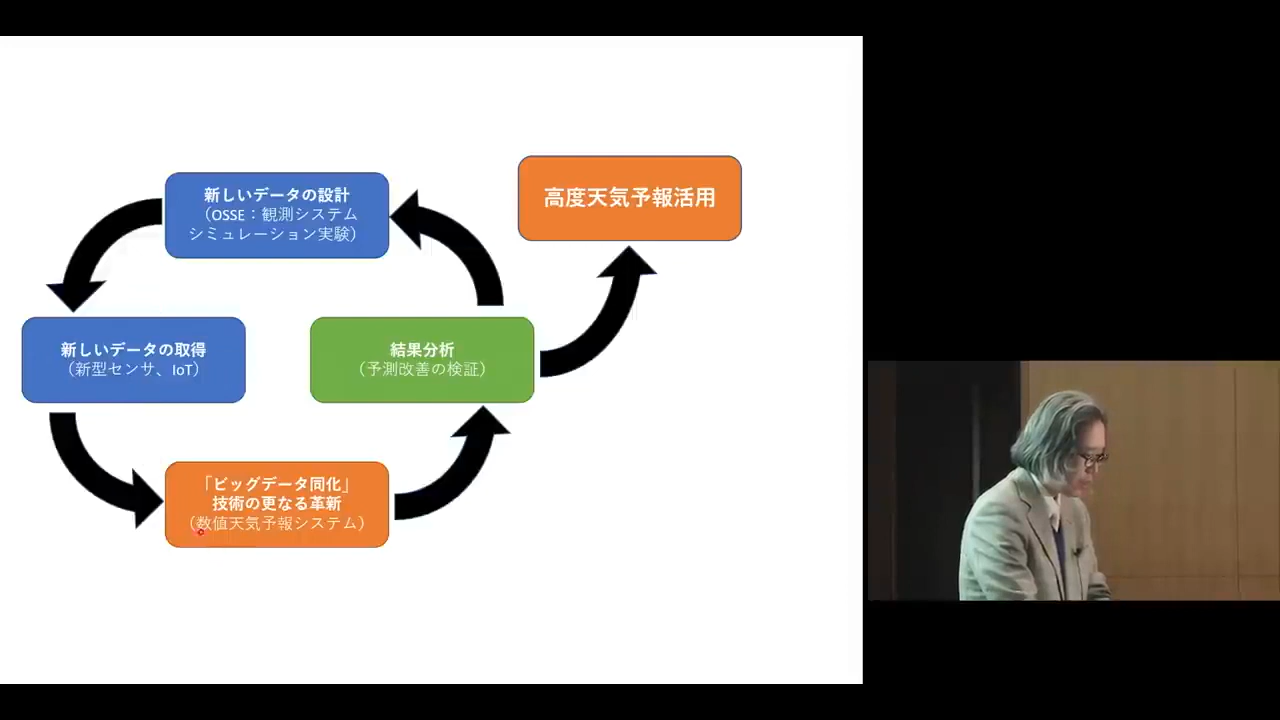 高度天気予報活用
新しいデータの設計
（OSSE：観測システム
シミュレーション実験）
新しいデータの取得
（新型センサ、IoT）
結果分析
（予測改善の検証）
「ビッグデータ同化」
技術の更なる革新
（数値天気予報システム）